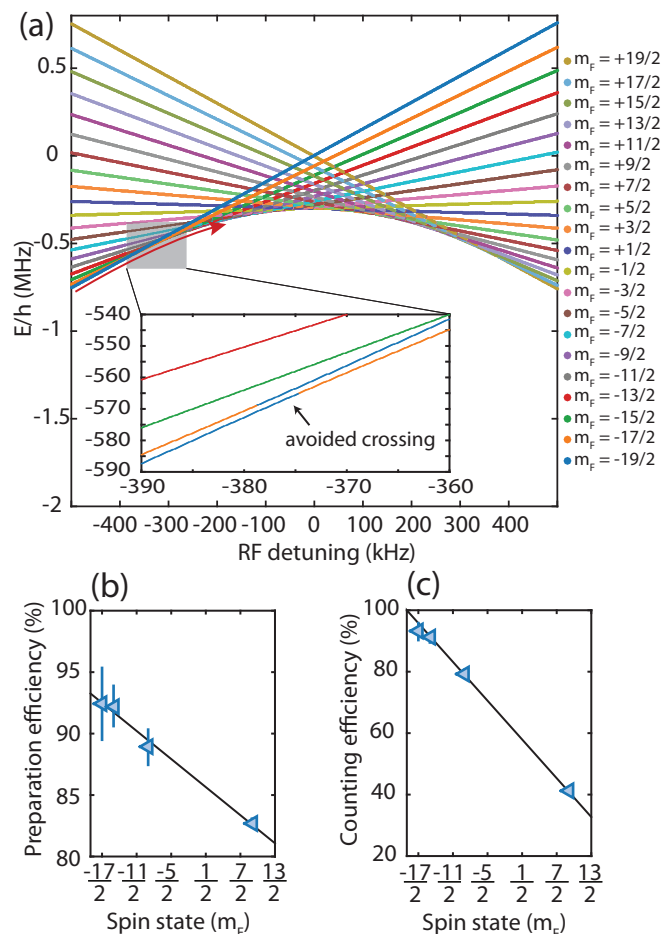 (a)
E/h (MHz)
0.5
0
-0.5
-1
-1.5
-2
-400 -300 -200 -100 0 100 200 300 400
RF detuning (kHz)
-540
-550
-560
-570
-580
-590
-390 -380 -370 -360
avoided crossing
m_F = +19/2
m_F = +17/2
m_F = +15/2
m_F = +13/2
m_F = +11/2
m_F = +9/2
m_F = +7/2
m_F = +5/2
m_F = +3/2
m_F = +1/2
m_F = -1/2
m_F = -3/2
m_F = -5/2
m_F = -7/2
m_F = -9/2
m_F = -11/2
m_F = -13/2
m_F = -15/2
m_F = -17/2
m_F = -19/2
(b)
Preparation efficiency (%)
100
95
90
85
80
-17/2 -11/2 -5/2 1/2 7/2 13/2
Spin state (m_F)
(c)
Counting efficiency (%)
100
80
60
40
20
-17/2 -11/2 -5/2 1/2 7/2 13/2
Spin state (m_F)